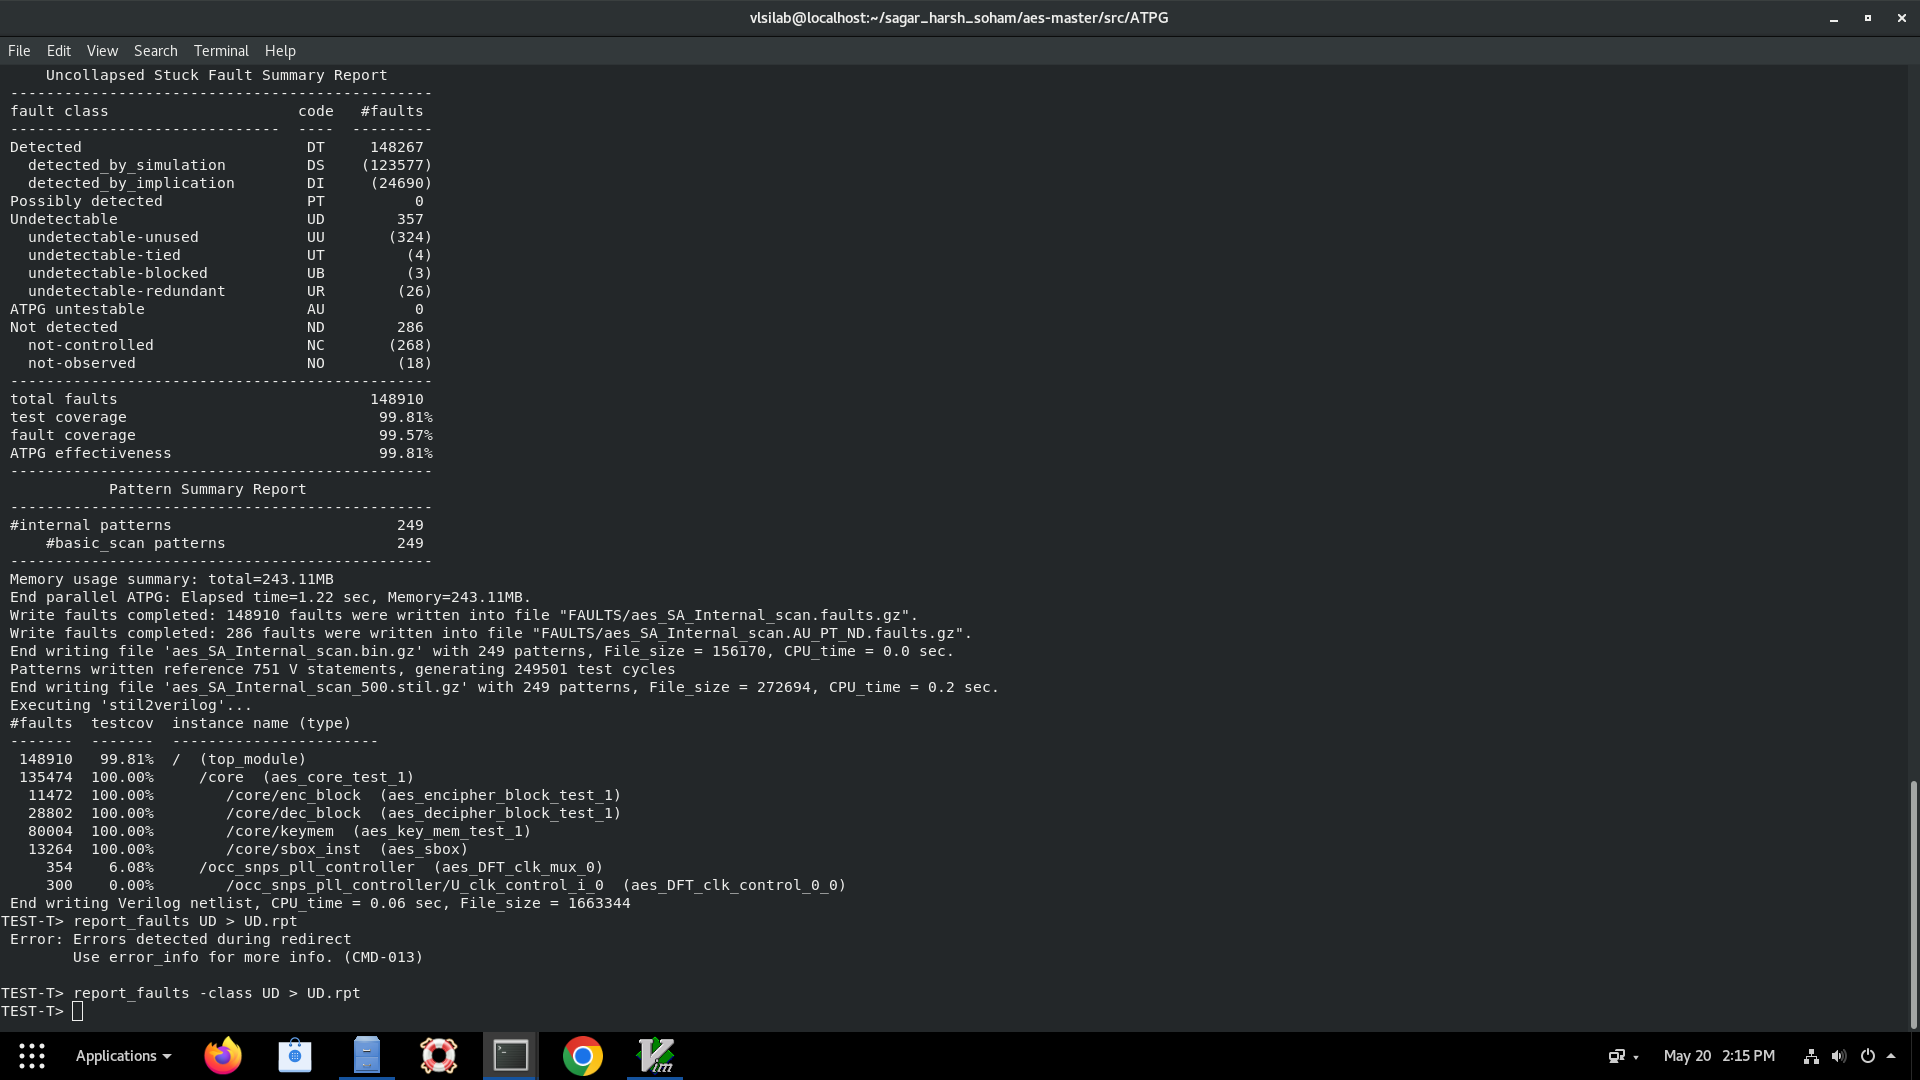 vlsilab@localhost:~/sagar_harsh_soham/aes-master/src/ATPG
File Edit View Search Terminal Help
Uncollapsed Stuck Fault Summary Report
-----------------------------------------------
fault class code #faults
------------------------------ ---- ---------
Detected DT 148267
detected_by_simulation DS (123577)
detected_by_implication DI (24690)
Possibly detected PT 0
Undetectable UD 357
undetectable-unused UU (324)
undetectable-tied UT (4)
undetectable-blocked UB (3)
undetectable-redundant UR (26)
ATPG untestable AU 0
Not detected ND 286
not-controlled NC (268)
not-observed NO (18)
-----------------------------------------------
total faults 148910
test coverage 99.81%
fault coverage 99.57%
ATPG effectiveness 99.81%
-----------------------------------------------
Pattern Summary Report
-----------------------------------------------
#internal patterns 249
#basic_scan patterns 249
-----------------------------------------------
Memory usage summary: total=243.11MB
End parallel ATPG: Elapsed time=1.22 sec, Memory=243.11MB.
Write faults completed: 148910 faults were written into file "FAULTS/aes_SA_Internal_scan.faults.gz".
Write faults completed: 286 faults were written into file "FAULTS/aes_SA_Internal_scan.AU_PT_ND.faults.gz".
End writing file 'aes_SA_Internal_scan.bin.gz' with 249 patterns, File_size = 156170, CPU_time = 0.0 sec.
Patterns written reference 751 V statements, generating 249501 test cycles
End writing file 'aes_SA_Internal_scan_500.stil.gz' with 249 patterns, File_size = 272694, CPU_time = 0.2 sec.
Executing 'stil2verilog'...
#faults testcov instance name (type)
------- ------- -----------------------
148910 99.81% / (top_module)
135474 100.00% /core (aes_core_test_1)
11472 100.00% /core/enc_block (aes_encipher_block_test_1)
28802 100.00% /core/dec_block (aes_decipher_block_test_1)
80004 100.00% /core/keymem (aes_key_mem_test_1)
13264 100.00% /core/sbox_inst (aes_sbox)
354 6.08% /occ_snps_pll_controller (aes_DFT_clk_mux_0)
300 0.00% /occ_snps_pll_controller/U_clk_control_i_0 (aes_DFT_clk_control_0_0)
End writing Verilog netlist, CPU_time = 0.06 sec, File_size = 1663344
TEST-T> report_faults UD > UD.rpt
Error: Errors detected during redirect
Use error_info for more info. (CMD-013)
TEST-T> report_faults -class UD > UD.rpt
TEST-T>
Applications May 20 2:15 PM